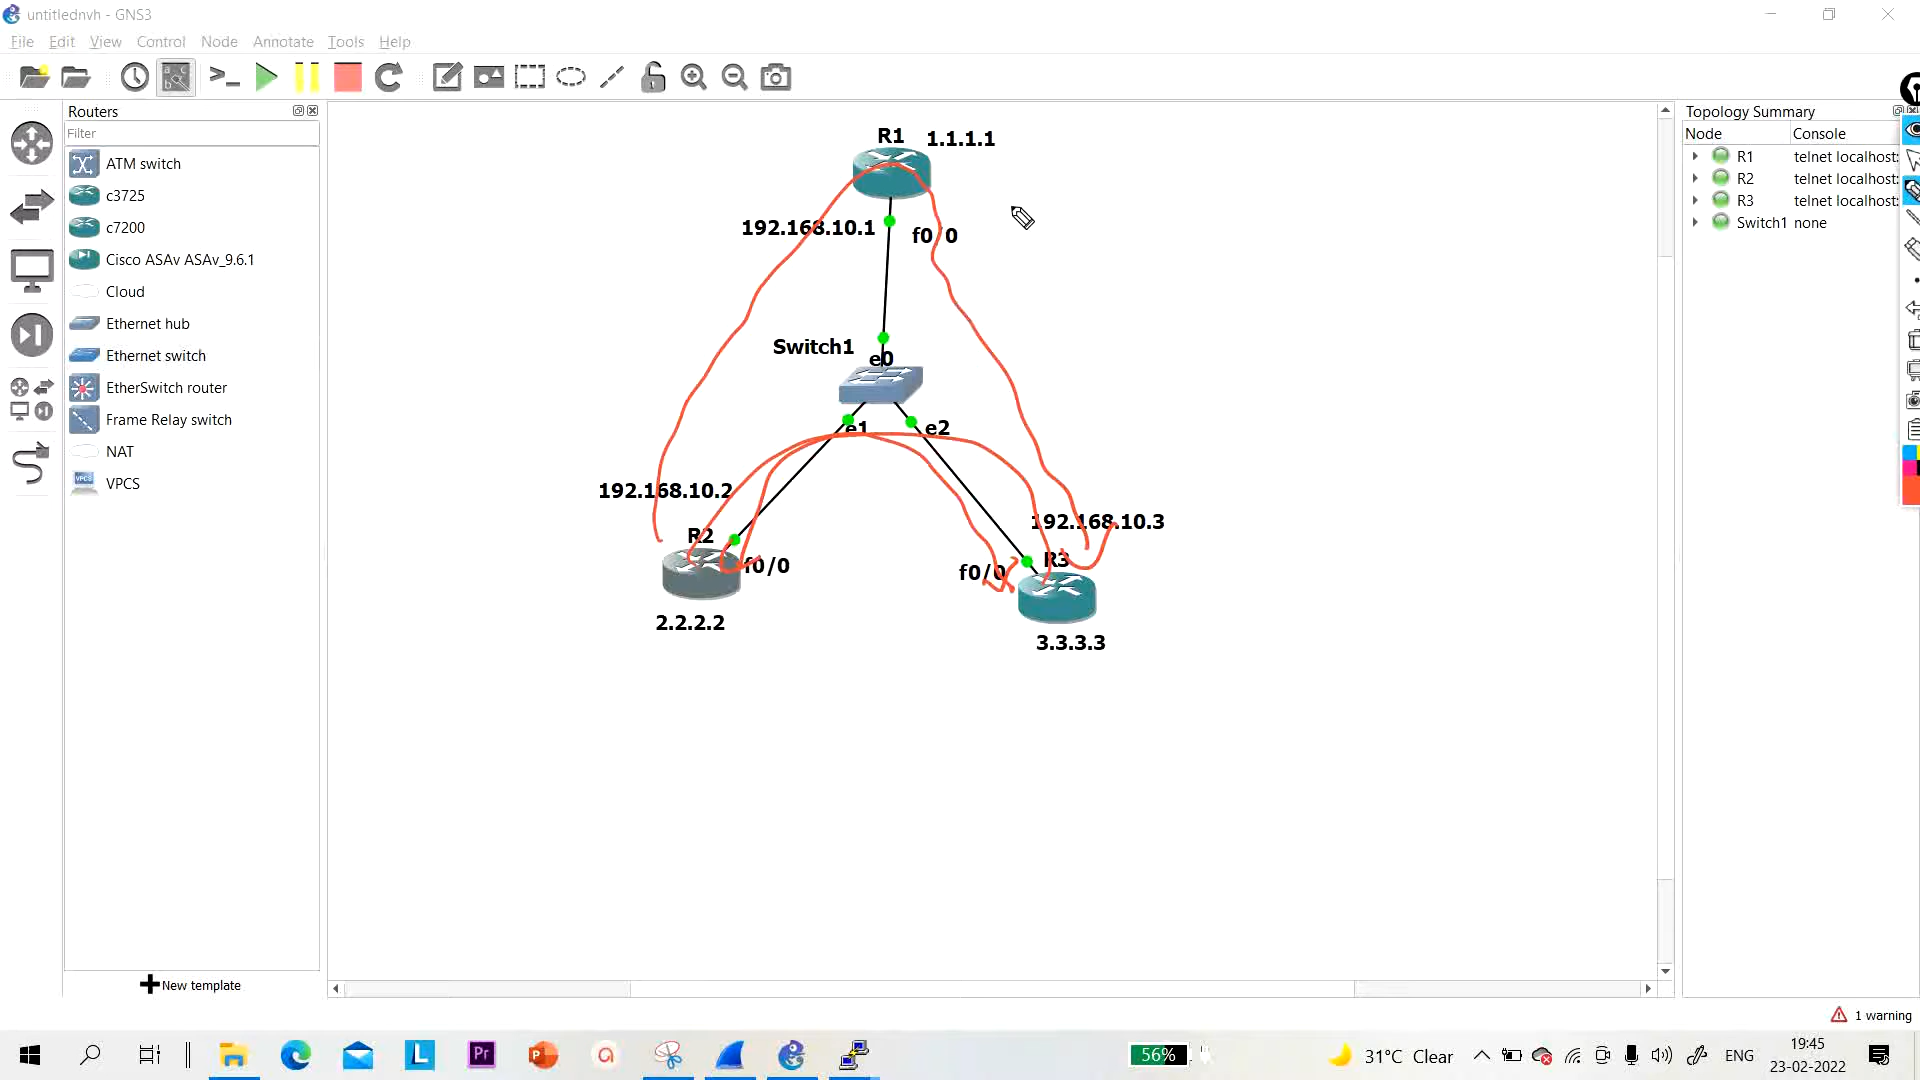 untitlednvh - GNS3
File Edit View Control Node Annotate Tools Help
Routers
Filter
ATM switch
c3725
c7200
Cisco ASAv ASAv_9.6.1
Cloud
Ethernet hub
Ethernet switch
EtherSwitch router
Frame Relay switch
NAT
VPCS
VPCS
New template
R1 1.1.1.1
192.168.10.1
f0/0
Switch1
e0
e1
e2
192.168.10.2
R2
f0/0
2.2.2.2
192.168.10.3
f0/0
R3
3.3.3.3
Topology Summary
Node Console
R1 telnet localhost:
R2 telnet localhost:
R3 telnet localhost:
Switch1 none
1 warning
L
Pr
P
a
56%
31°C Clear
ENG
19:45
23-02-2022